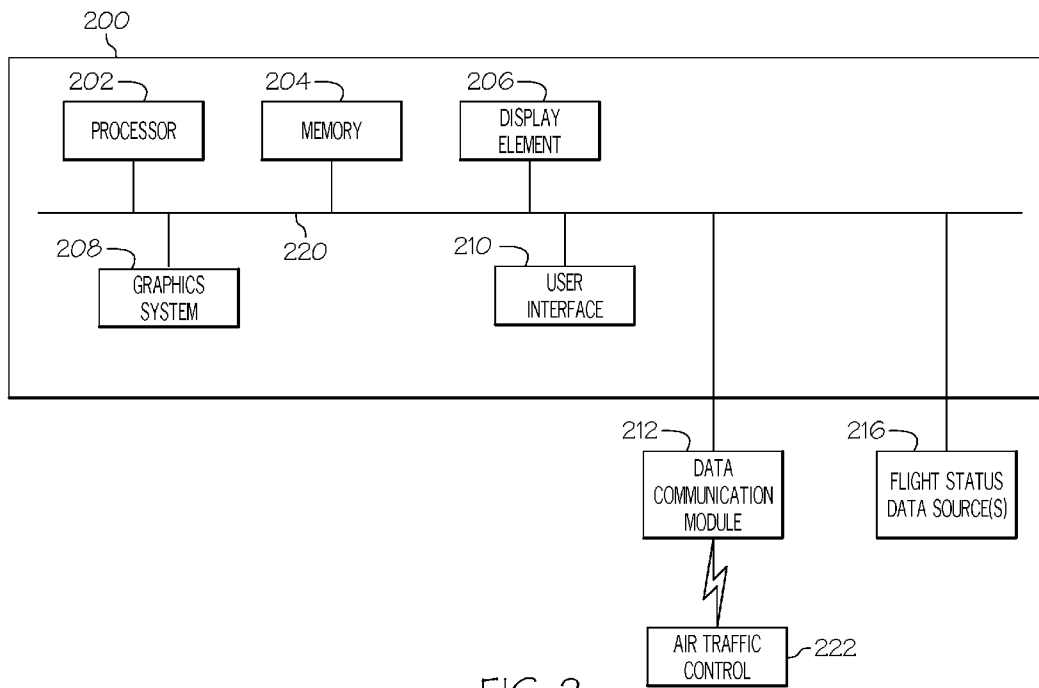 200
202
204
206
PROCESSOR
MEMORY
DISPLAY
ELEMENT
208
220
210
GRAPHICS
SYSTEM
USER
INTERFACE
212
216
DATA
COMMUNICATION
MODULE
FLIGHT STATUS
DATA SOURCE(S)
AIR TRAFFIC
CONTROL
222